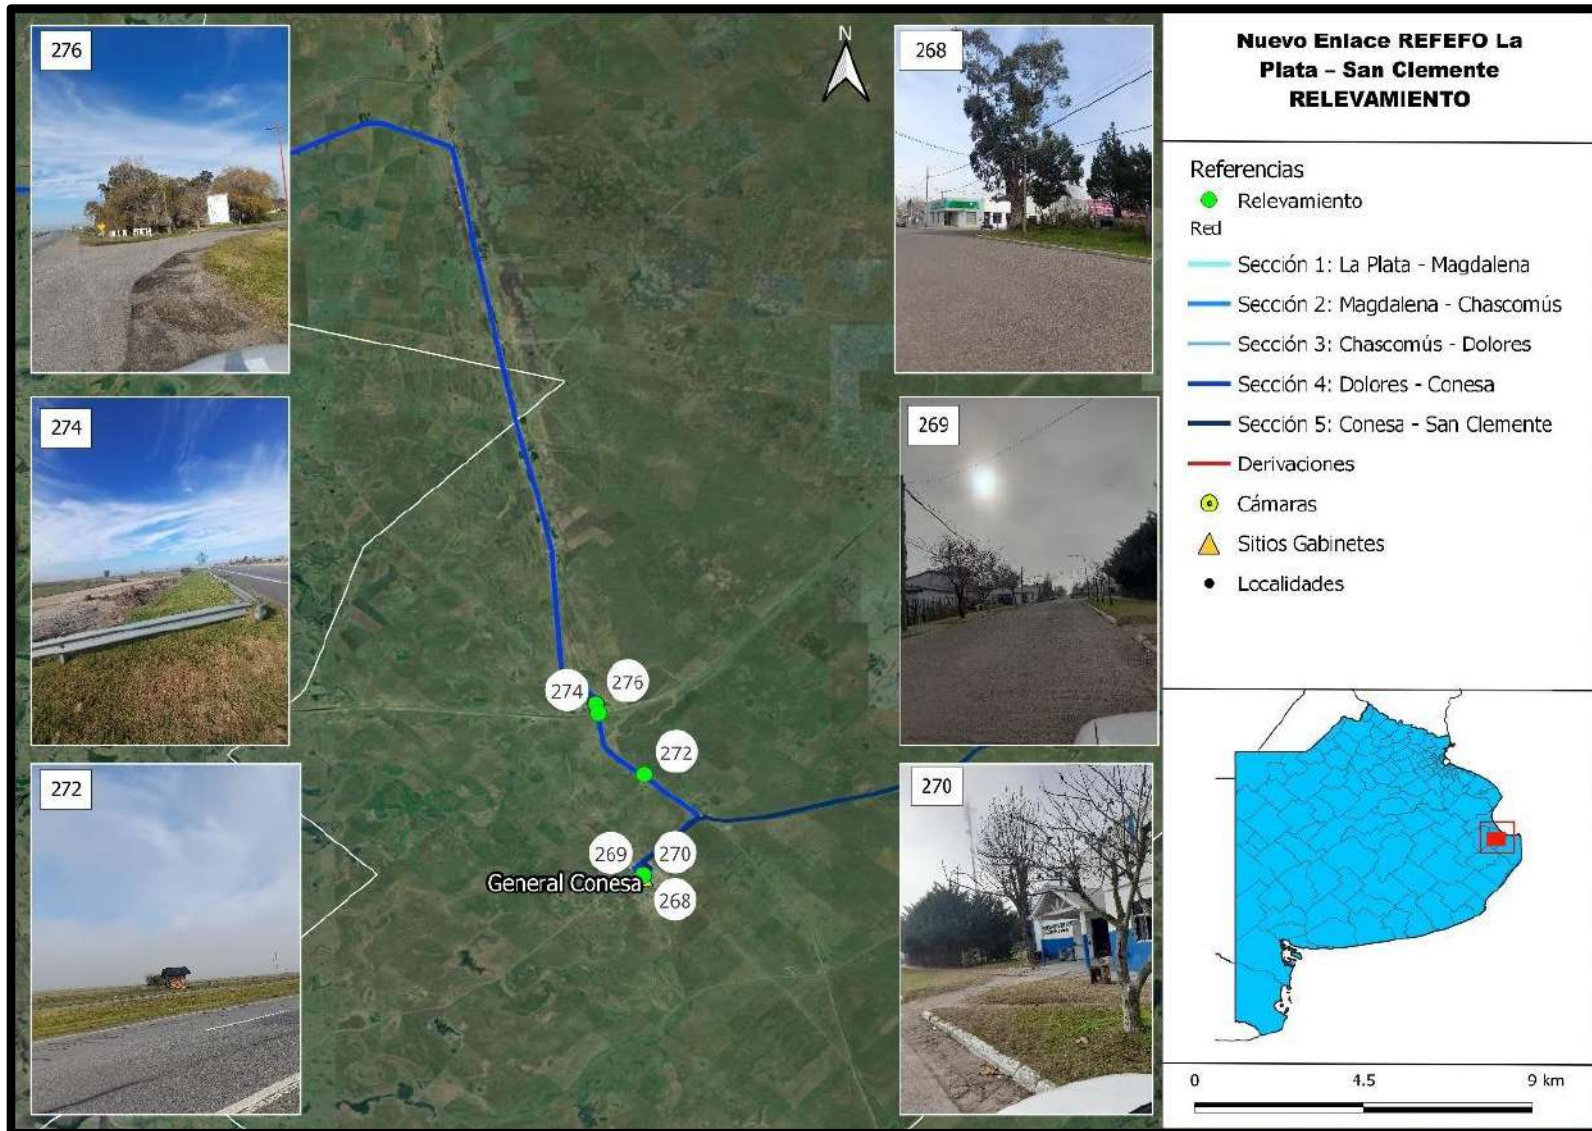 276
274
272
N
274
276
272
269
270
General Conesa
268
268
269
270
Nuevo Enlace REFEFO La
Plata – San Clemente
RELEVAMIENTO
Referencias
Relevamiento
Red
Sección 1: La Plata - Magdalena
Sección 2: Magdalena - Chascomús
Sección 3: Chascomús - Dolores
Sección 4: Dolores - Conesa
Sección 5: Conesa - San Clemente
Derivaciones
Cámaras
Sitios Gabinetes
Localidades
0 4.5 9 km